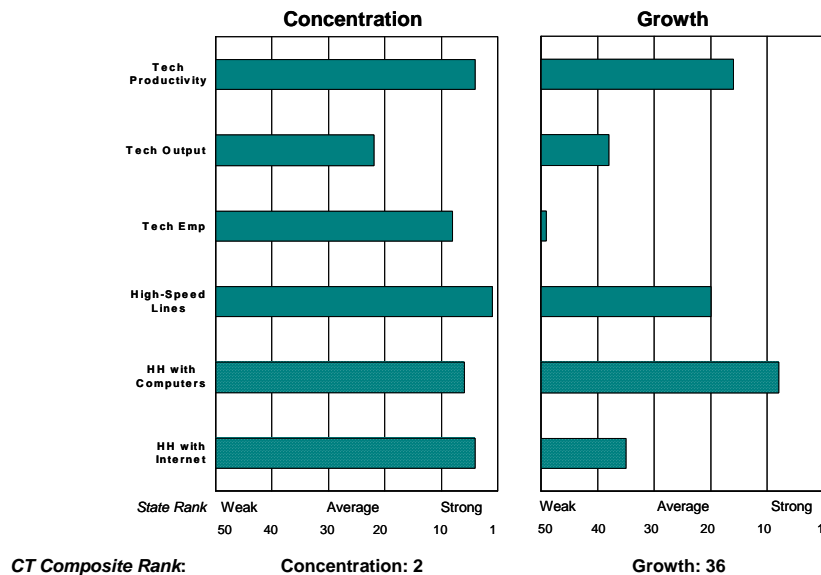 Concentration Growth
Tech
Productivity
Tech Output
Tech Emp
High-Speed
Lines
HH with
Computers
HH with
Internet
State Rank Weak Average Strong Weak Average Strong
50 40 30 20 10 1 50 40 30 20 10 1
CT Composite Rank: Concentration: 2 Growth: 36